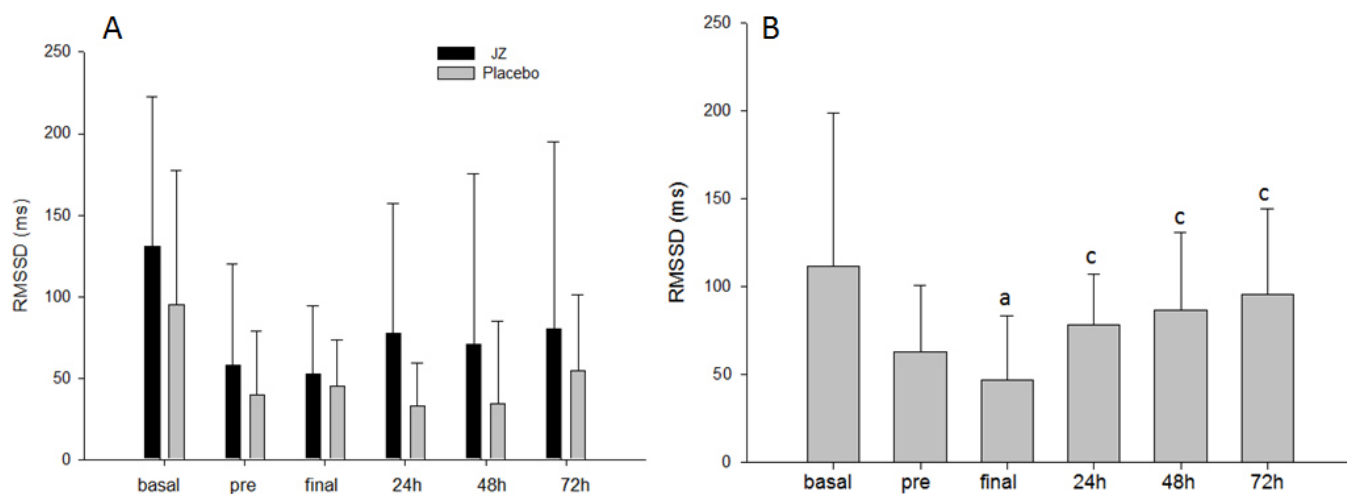 A
JZ
Placebo
RMSSD (ms)
250
200
150
100
50
0
basal pre final 24h 48h 72h
B
RMSSD (ms)
250
200
150
100
50
0
a
c
c
c
basal pre final 24h 48h 72h